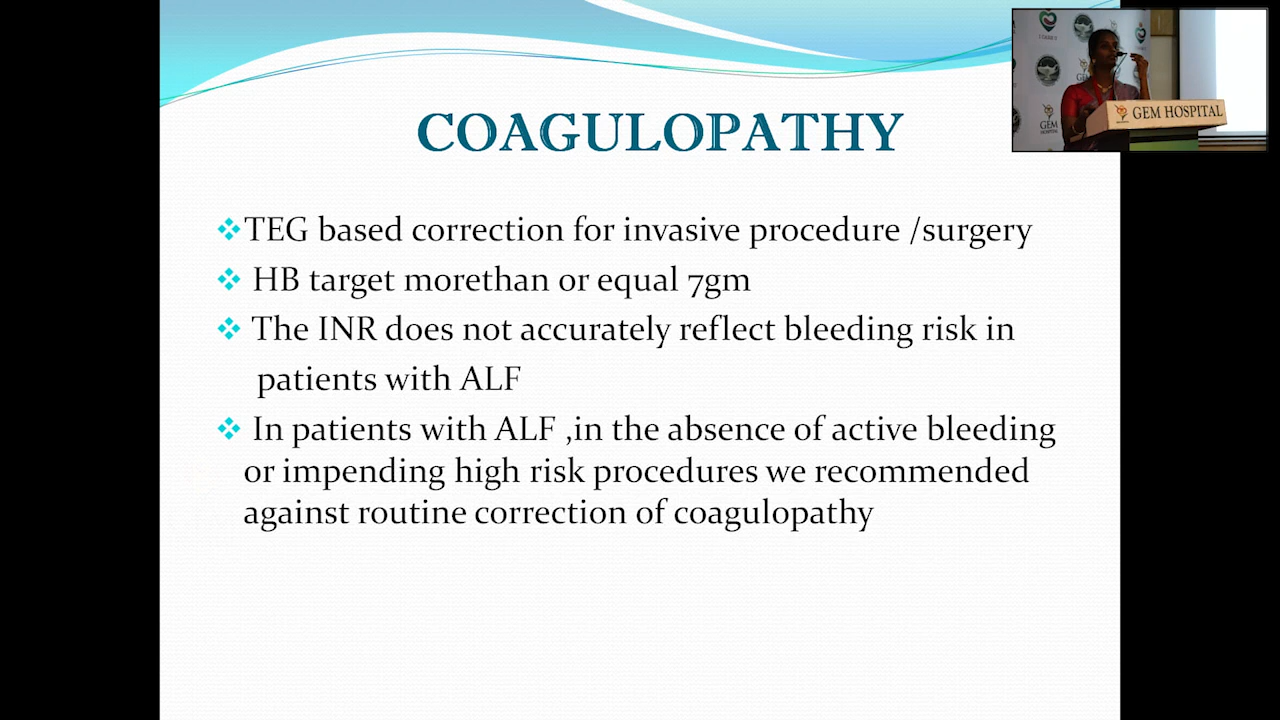 COAGULOPATHY
TEG based correction for invasive procedure /surgery
HB target morethan or equal 7gm
The INR does not accurately reflect bleeding risk in
patients with ALF
In patients with ALF ,in the absence of active bleeding
or impending high risk procedures we recommended
against routine correction of coagulopathy
GEM HOSPITAL
GEM
HOSPITAL